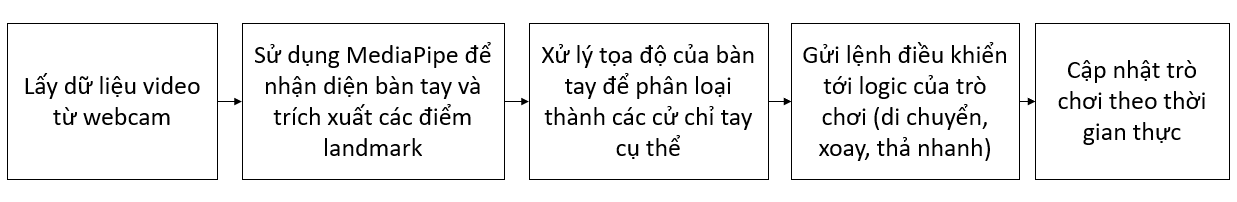 Lấy dữ liệu video
từ webcam
Sử dụng MediaPipe để
nhận diện bàn tay và
trích xuất các điểm
landmark
Xử lý tọa độ của bàn
tay để phân loại
thành các cử chỉ tay
cụ thể
Gửi lệnh điều khiển
tới logic của trò
chơi (di chuyển,
xoay, thả nhanh)
Cập nhật trò
chơi theo thời
gian thực